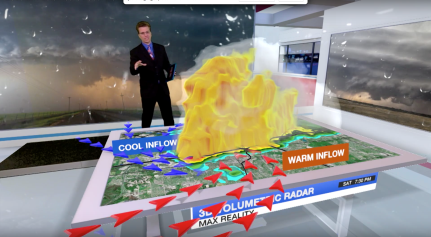 COOL INFLOW
WARM INFLOW
SAT 7:30 PM
3D VOLUMETRIC RADAR
MAX REALITY